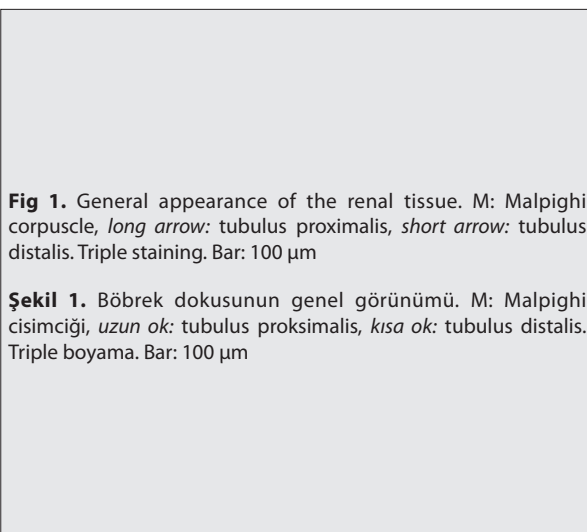 Fig 1. General appearance of the renal tissue. M: Malpighi
corpuscle, long arrow: tubulus proximalis, short arrow: tubulus
distalis. Triple staining. Bar: 100 µm
Şekil 1. Böbrek dokusunun genel görünümü. M: Malpighi
cisimciği, uzun ok: tubulus proksimalis, kısa ok: tubulus distalis.
Triple boyama. Bar: 100 µm